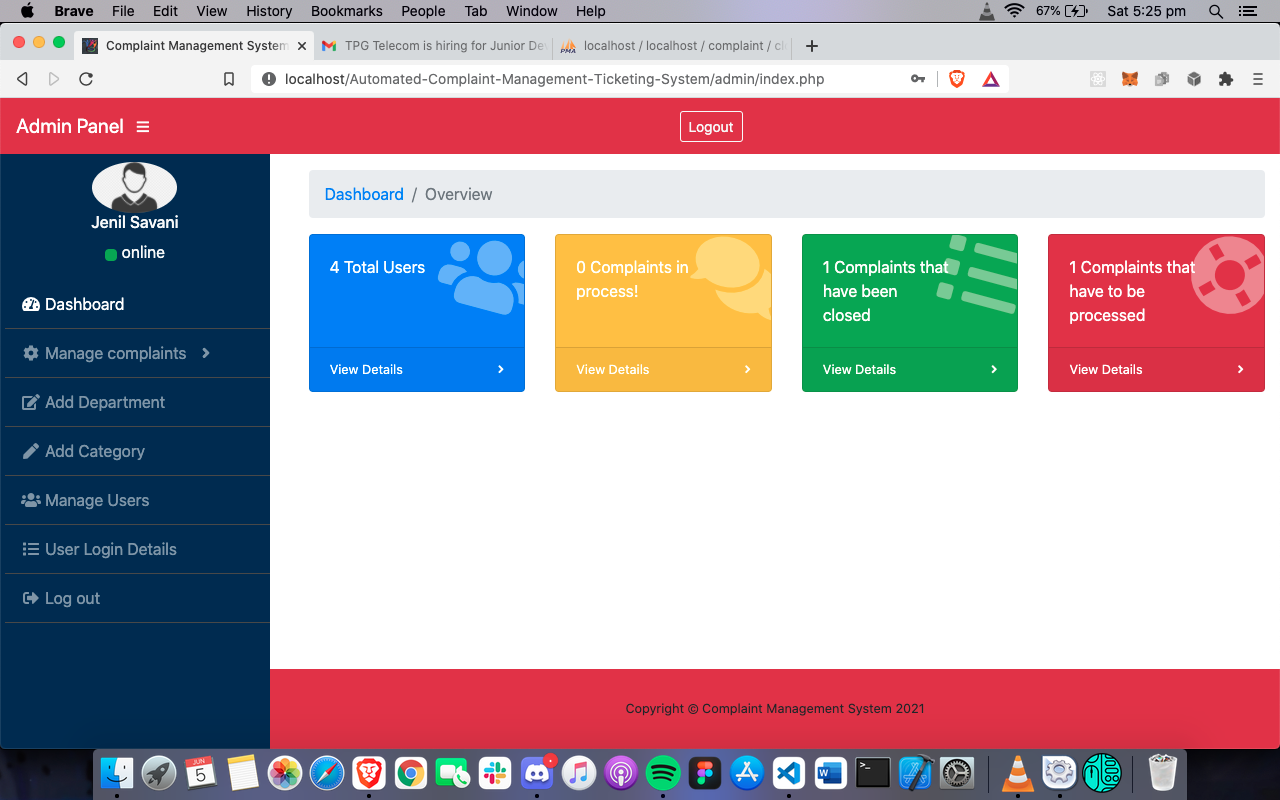 Brave File Edit View History Bookmarks People Tab Window Help 67% Sat 5:25 pm
Complaint Management System
TPG Telecom is hiring for Junior De
PMA
localhost / localhost / complaint /
localhost/Automated-Complaint-Management-Ticketing-System/admin/index.php
Admin Panel
Logout
Jenil Savani
online
Dashboard
Manage complaints
Add Department
Add Category
Manage Users
User Login Details
Log out
Dashboard / Overview
4 Total Users
View Details
0 Complaints in
process!
View Details
1 Complaints that
have been
closed
View Details
1 Complaints that
have to be
processed
View Details
Copyright © Complaint Management System 2021
JUN
5
W
>_